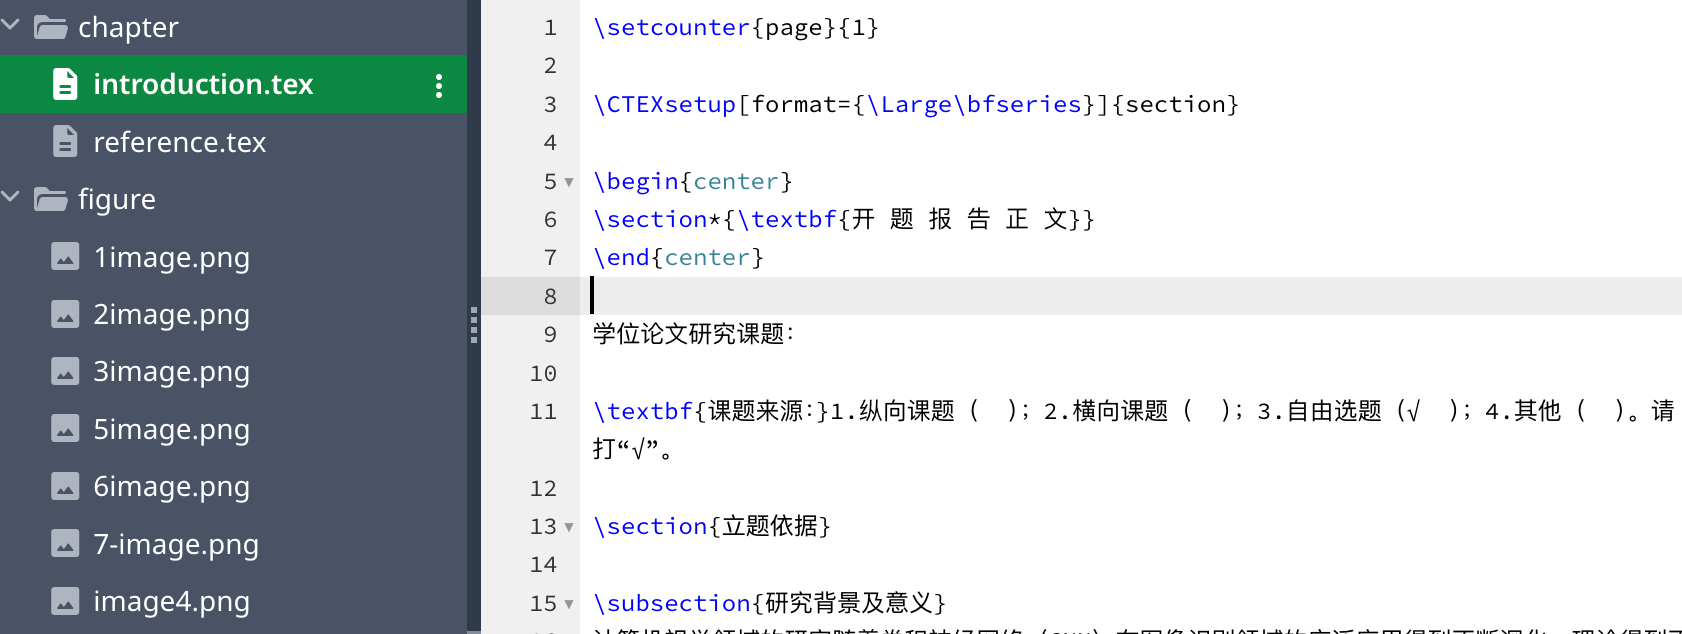 chapter
introduction.tex
reference.tex
figure
1image.png
2image.png
3image.png
5image.png
6image.png
7-image.png
image4.png
1 \setcounter{page}{1}
2
3 \CTEXsetup[format={\Large\bfseries}]{section}
4
5 \begin{center}
6 \section*{\textbf{开 题 报 告 正 文}}
7 \end{center}
8
9 学位论文研究课题：
10
11 \textbf{课题来源：}1.纵向课题（ ）；2.横向课题（ ）；3.自由选题（√ ）；4.其他（ ）。请
打“√”。
12
13 \section{立题依据}
14
15 \subsection{研究背景及意义}